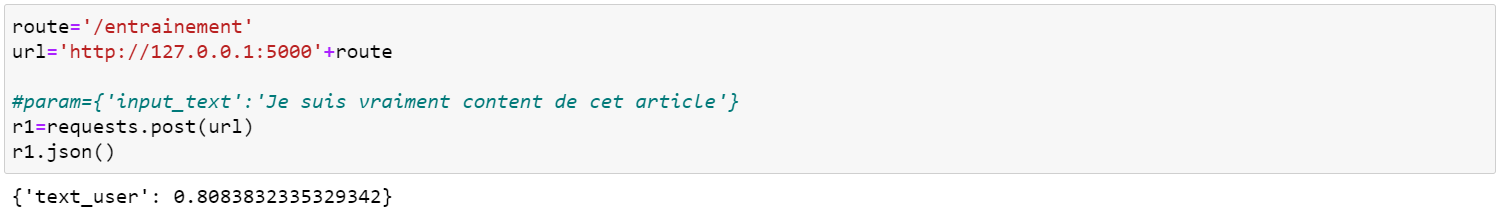 route='/entrainement'
url='http://127.0.0.1:5000'+route
#param={'input_text':'Je suis vraiment content de cet article'}
r1=requests.post(url)
r1.json()
{'text_user': 0.8083832335329342}